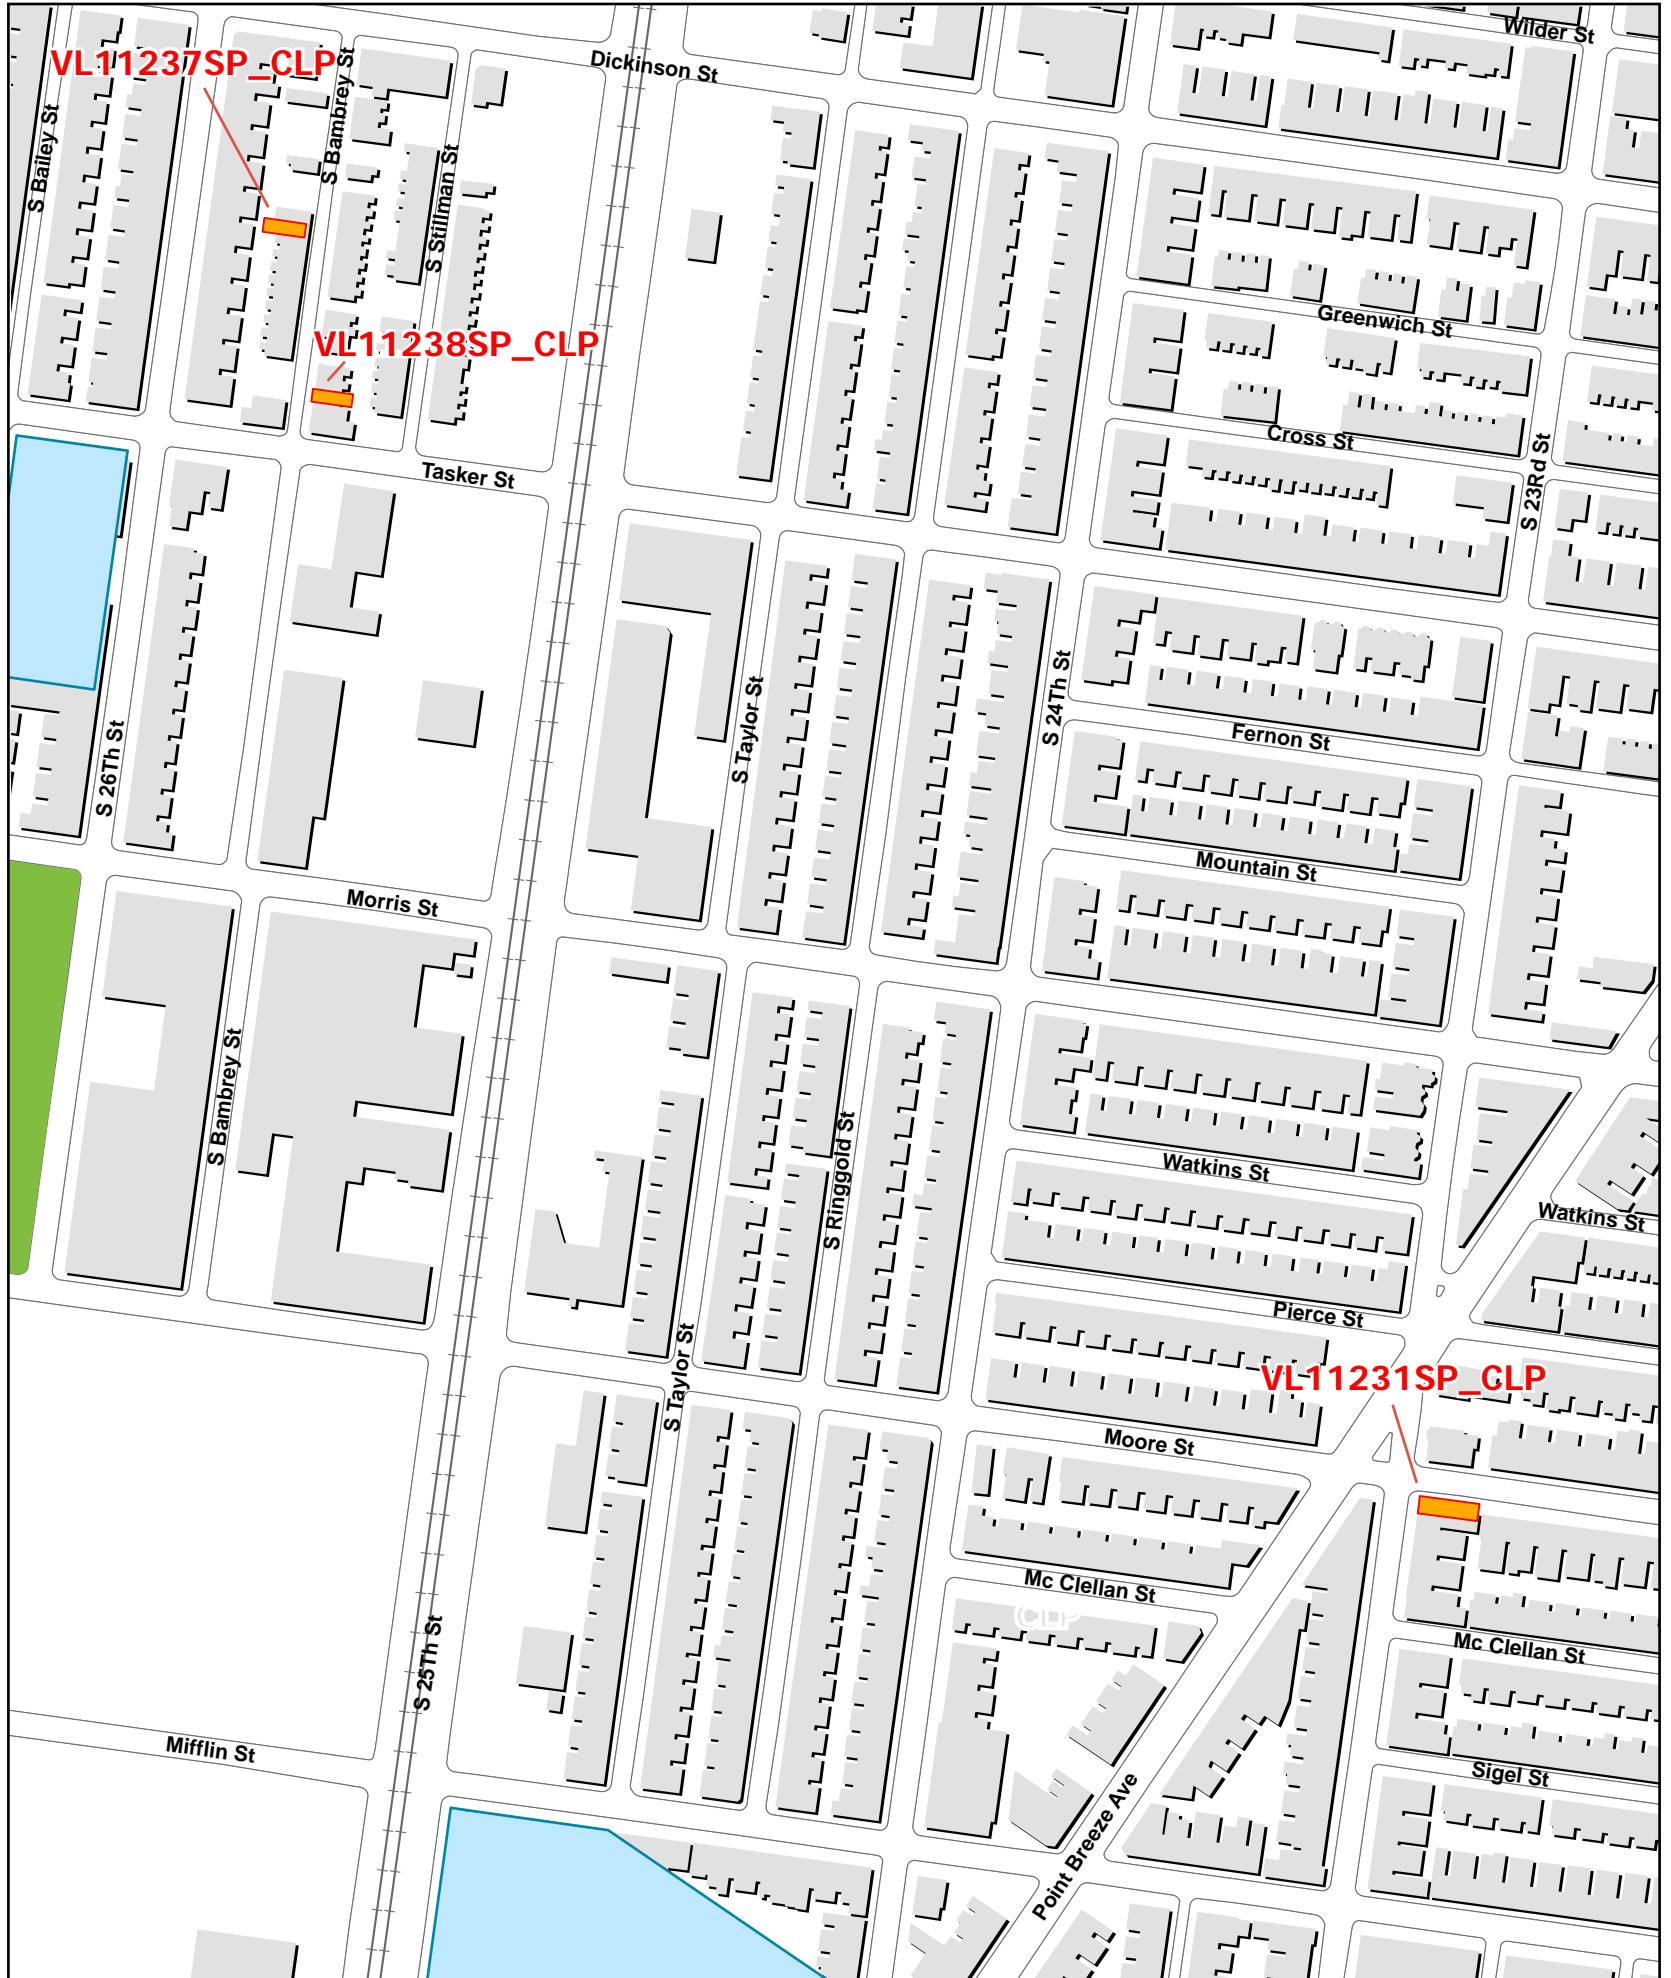 Wilder St
Dickinson St
VL11237SP_CLP
S Bambrey St
S Bailey St
S Stillman St
Greenwich St
VL11238SP_CLP
Cross St
S 23Rd St
Tasker St
S 24Th St
S Taylor St
Fernon St
S 26Th St
Mountain St
Morris St
S Bambrey St
S Ringgold St
Watkins St
Watkins St
Pierce St
S Taylor St
VL11231SP_CLP
Moore St
Mc Clellan St
CLP
Mc Clellan St
S 25Th St
Mifflin St
Sigel St
Point Breeze Ave